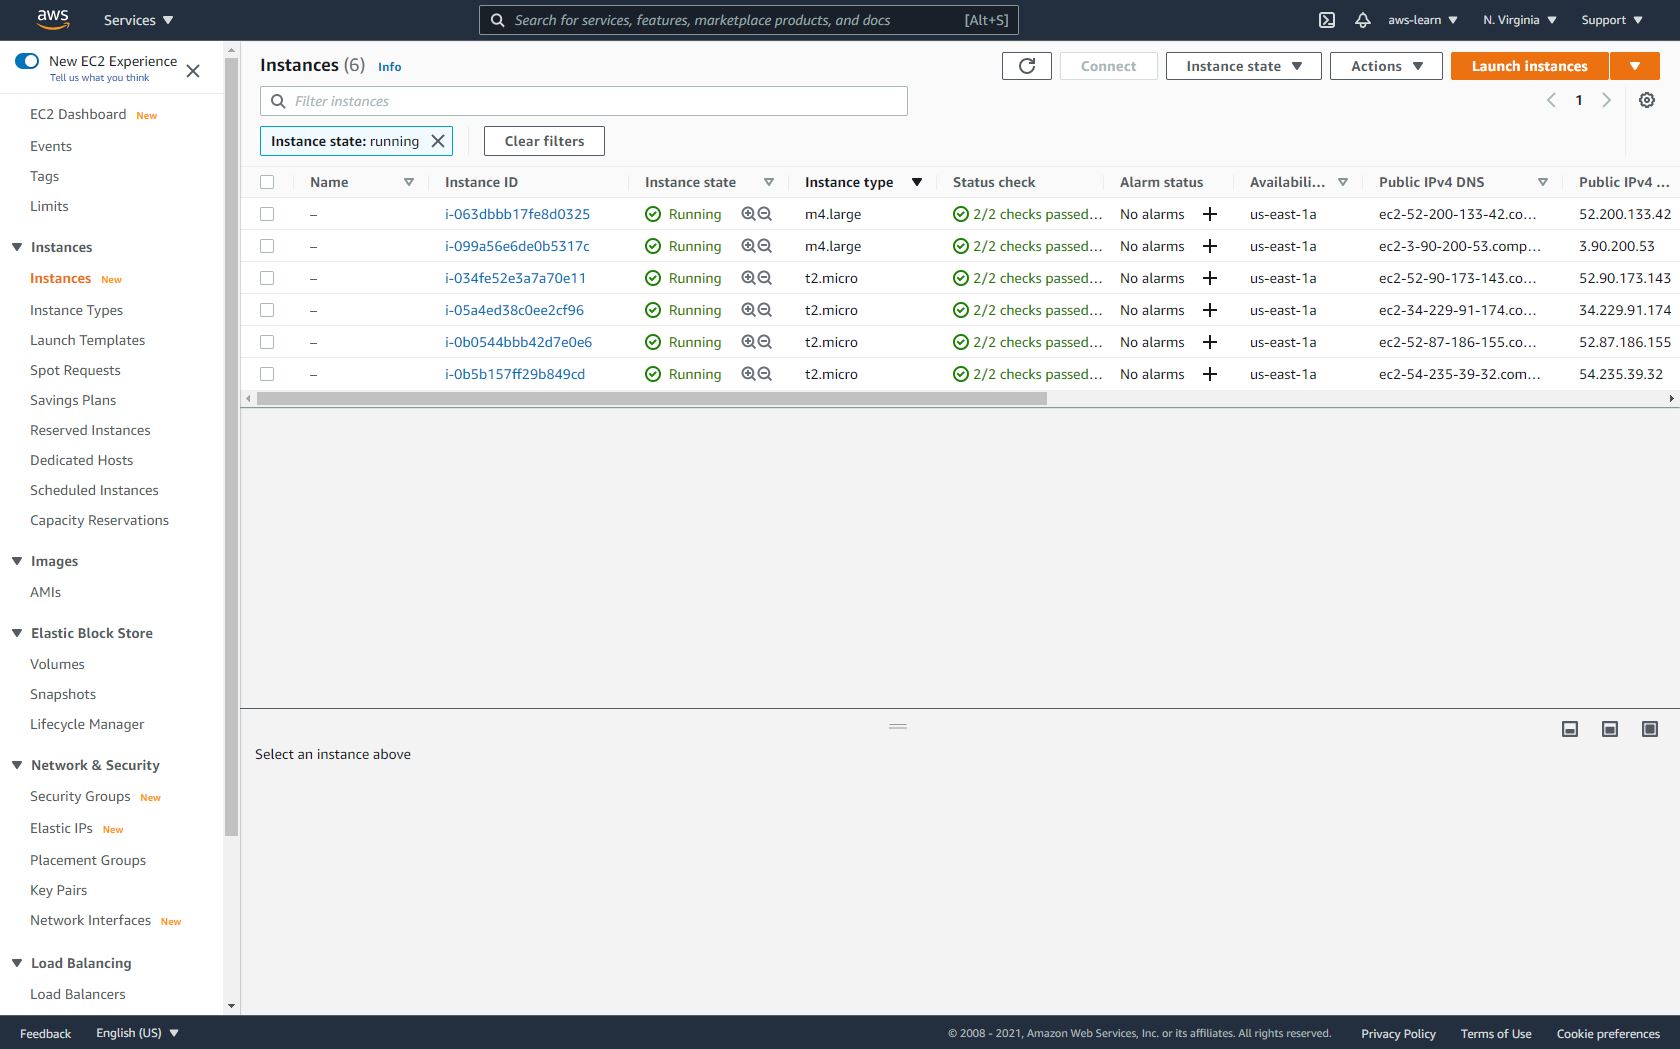 aws
Services
Search for services, features, marketplace products, and docs [Alt+S]
aws-learn
N. Virginia
Support
New EC2 Experience
Tell us what you think
EC2 Dashboard New
Events
Tags
Limits
Instances
Instances New
Instance Types
Launch Templates
Spot Requests
Savings Plans
Reserved Instances
Dedicated Hosts
Scheduled Instances
Capacity Reservations
Images
AMIs
Elastic Block Store
Volumes
Snapshots
Lifecycle Manager
Network & Security
Security Groups New
Elastic IPs New
Placement Groups
Key Pairs
Network Interfaces New
Load Balancing
Load Balancers
Instances (6) Info
Connect
Instance state
Actions
Launch instances
Filter instances
1
Instance state: running
Clear filters
Name Instance ID Instance state Instance type Status check Alarm status Availabili... Public IPv4 DNS Public IPv4 ...
– i-063dbbb17fe8d0325 Running m4.large 2/2 checks passed... No alarms + us-east-1a ec2-52-200-133-42.co... 52.200.133.42
– i-099a56e6de0b5317c Running m4.large 2/2 checks passed... No alarms + us-east-1a ec2-3-90-200-53.comp... 3.90.200.53
– i-034fe52e3a7a70e11 Running t2.micro 2/2 checks passed... No alarms + us-east-1a ec2-52-90-173-143.co... 52.90.173.143
– i-05a4ed38c0ee2cf96 Running t2.micro 2/2 checks passed... No alarms + us-east-1a ec2-34-229-91-174.co... 34.229.91.174
– i-0b0544bbb42d7e0e6 Running t2.micro 2/2 checks passed... No alarms + us-east-1a ec2-52-87-186-155.co... 52.87.186.155
– i-0b5b157ff29b849cd Running t2.micro 2/2 checks passed... No alarms + us-east-1a ec2-54-235-39-32.com... 54.235.39.32
Select an instance above
Feedback
English (US)
© 2008 - 2021, Amazon Web Services, Inc. or its affiliates. All rights reserved.
Privacy Policy
Terms of Use
Cookie preferences